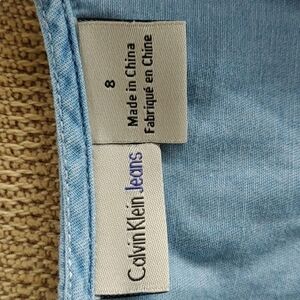 8
Made in China
Fabriqué en Chine
Calvin Klein Jeans